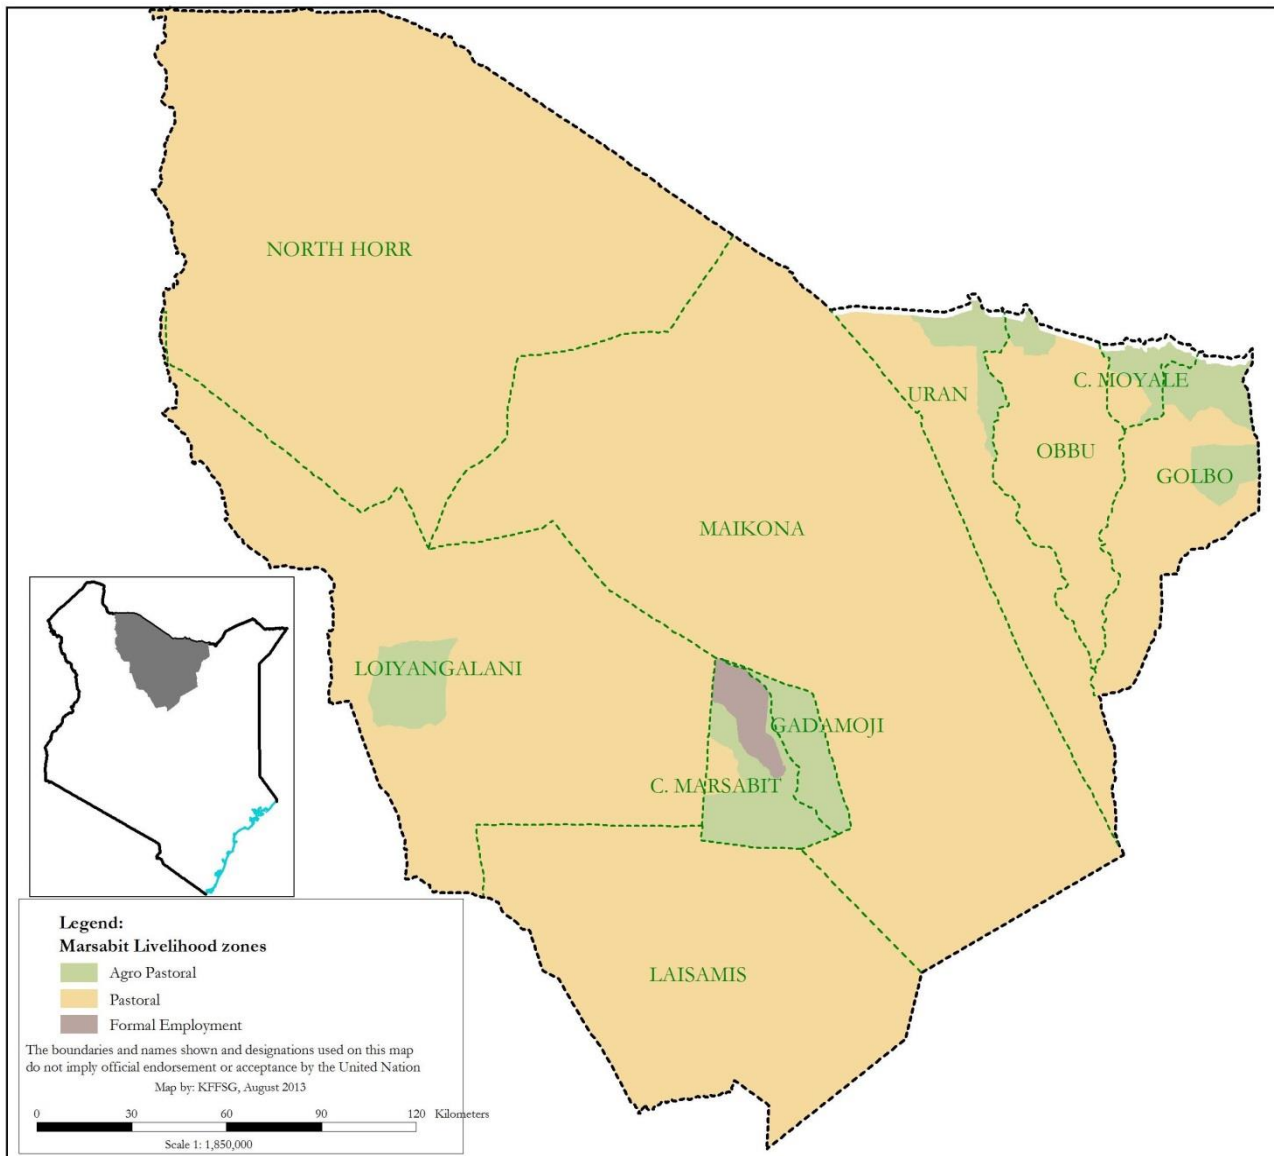 NORTH HORR
C. MOYALE
URAN
OBBU
GOLBO
MAIKONA
LOIYANGALANI
GADAMOJI
C. MARSABIT
LAISAMIS
Legend:
Marsabit Livelihood zones
Agro Pastoral
Pastoral
Formal Employment
The boundaries and names shown and designations used on this map
do not imply official endorsement or acceptance by the United Nation
Map by: KFFSG, August 2013
0 30 60 90 120 Kilometers
Scale 1: 1,850,000